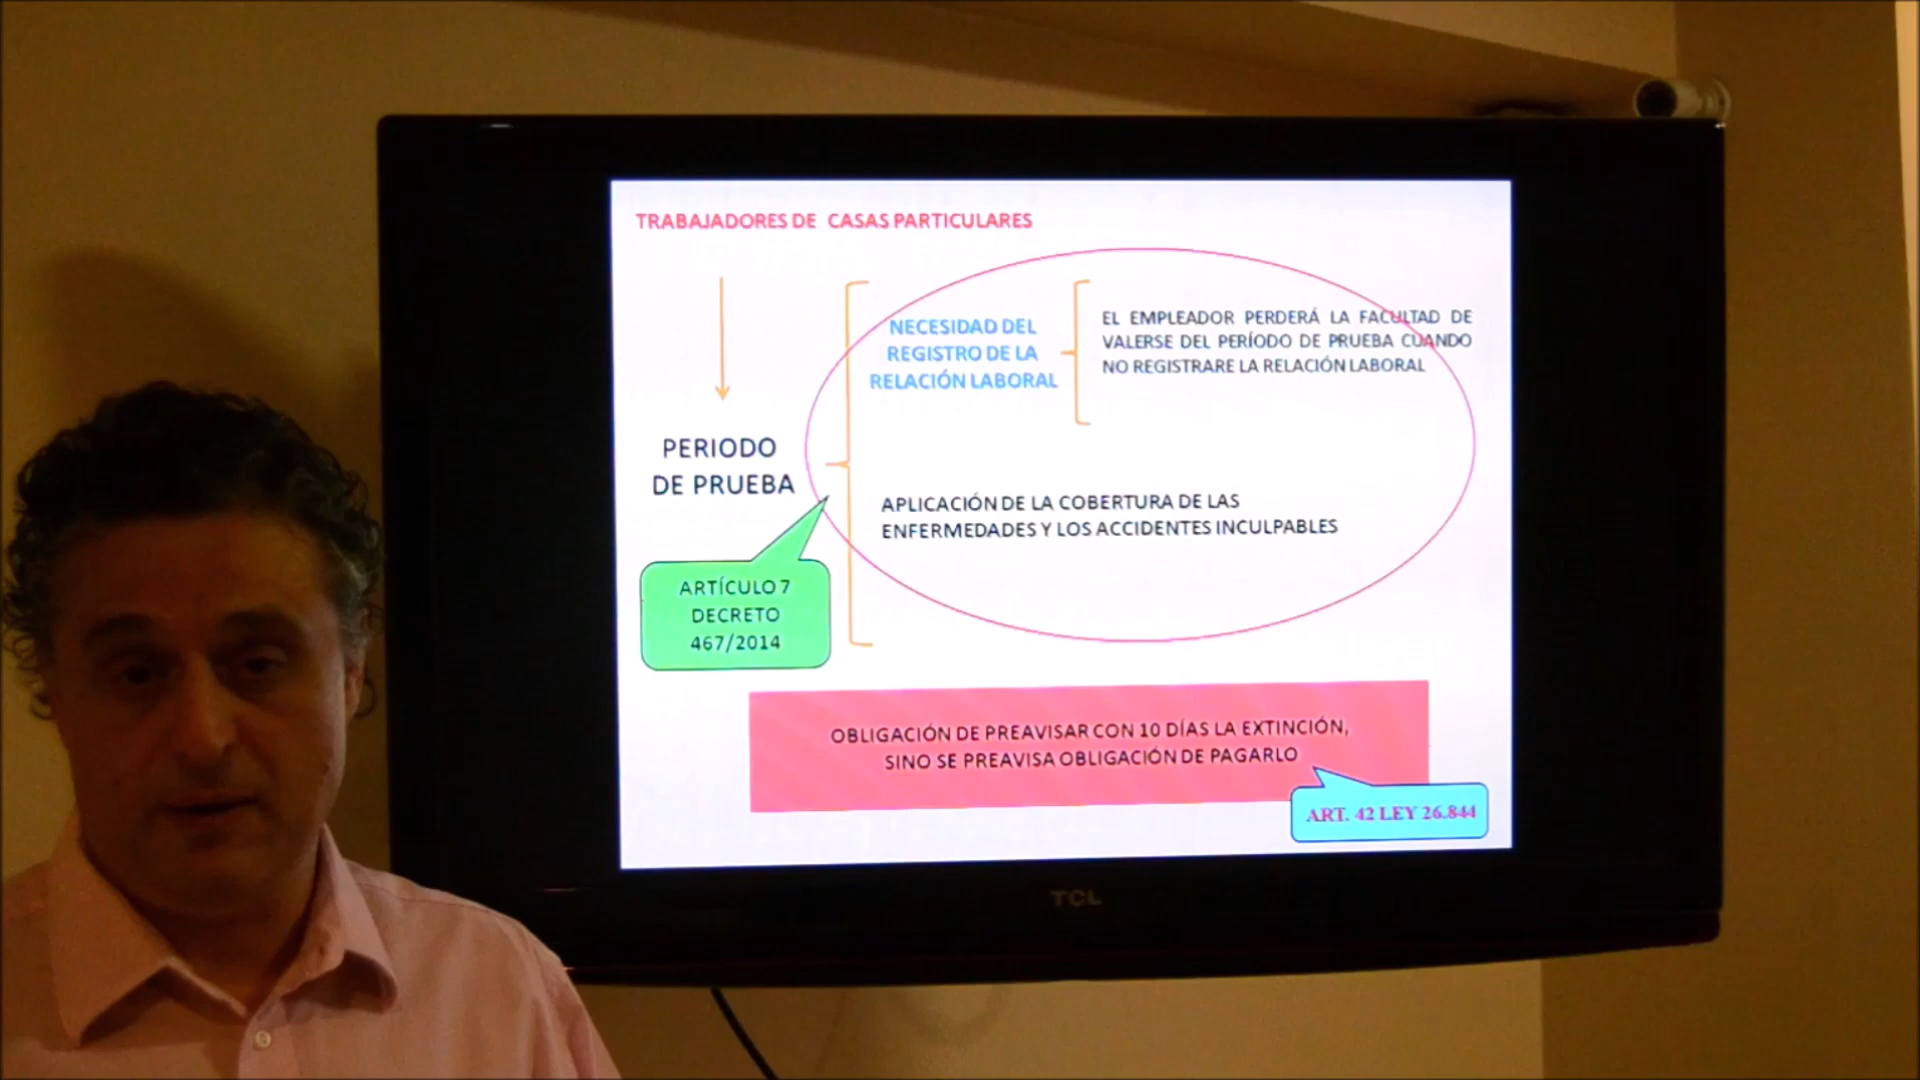 TRABAJADORES DE CASAS PARTICULARES
NECESIDAD DEL
REGISTRO DE LA
RELACIÓN LABORAL
EL EMPLEADOR PERDERÁ LA FACULTAD DE
VALERSE DEL PERÍODO DE PRUEBA CUANDO
NO REGISTRARE LA RELACIÓN LABORAL
PERIODO
DE PRUEBA
APLICACIÓN DE LA COBERTURA DE LAS
ENFERMEDADES Y LOS ACCIDENTES INCULPABLES
ARTÍCULO 7
DECRETO
467/2014
OBLIGACIÓN DE PREAVISAR CON 10 DÍAS LA EXTINCIÓN,
SINO SE PREAVISA OBLIGACIÓN DE PAGARLO
ART. 42 LEY 26.844
TCL